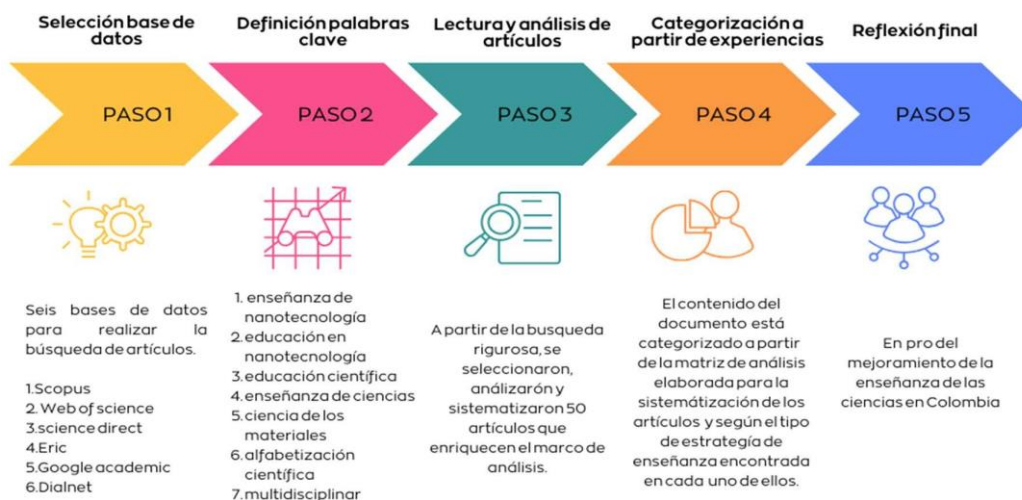 Selección base de
datos
Definición palabras
clave
Lectura y análisis de
artículos
Categorización a
partir de experiencias
Reflexión final
PASO 1
PASO 2
PASO 3
PASO 4
PASO 5
Seis bases de datos
para realizar la
búsqueda de artículos.
1.Scopus
2. Web of science
3.science direct
4.Eric
5.Google academic
6.Dialnet
1. enseñanza de
nanotecnología
2.educación en
nanotecnología
3.educación científica
4.enseñanza de ciencias
5. ciencia de los
materiales
6. alfabetización
científica
7. multidisciplinar
A partir de la busqueda
rigurosa, se
seleccionaron,
análizarón y
sistematizaron 50
artículos que
enriquecen el marco de
análisis.
El contenido del
documento está
categorizado a partir
de la matriz de análisis
elaborada para la
sistemátización de los
artículos y según el tipo
de estrategía de
enseñanza encontrada
en cada uno de ellos.
En pro del
mejoramiento de la
enseñanza de las
ciencias en Colombia